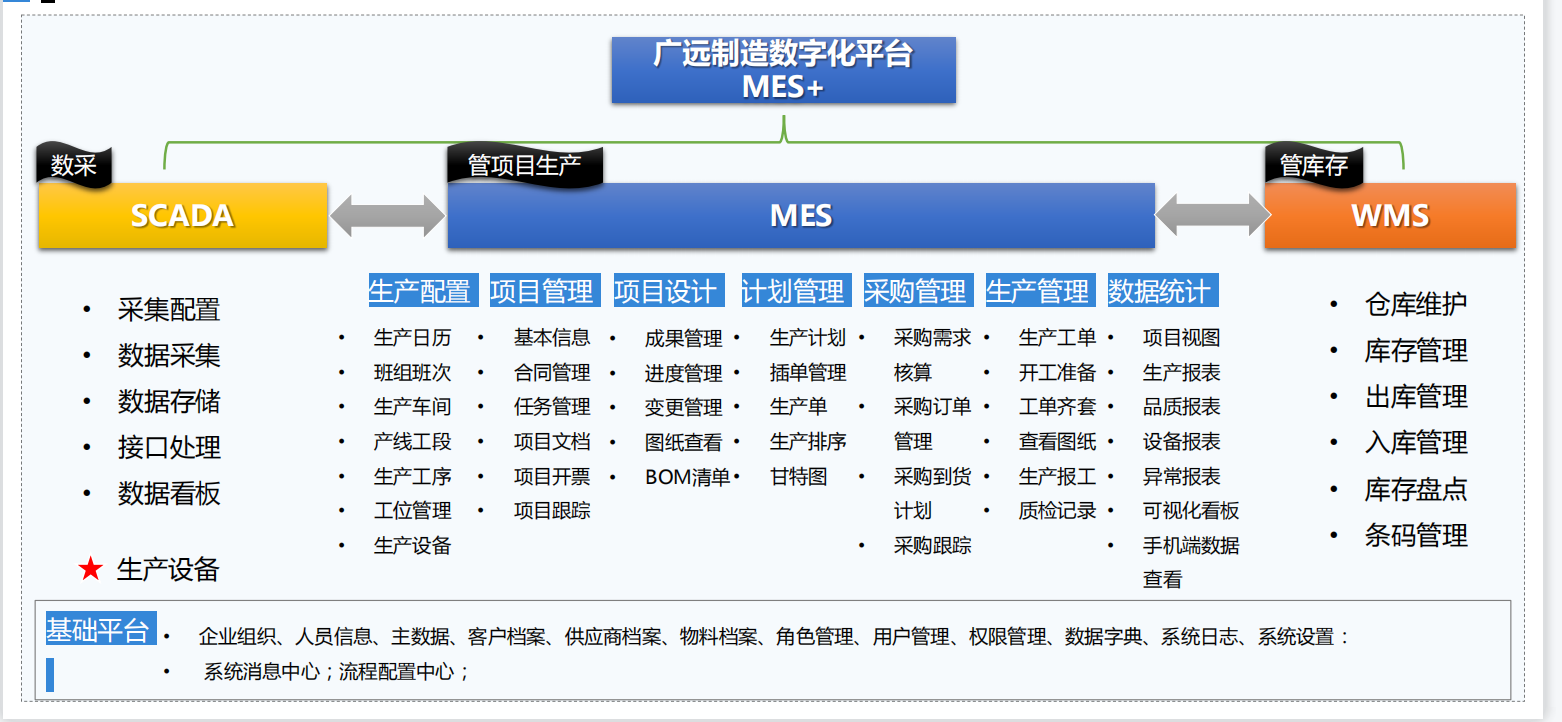 广远制造数字化平台
MES+
数采
管项目生产
管库存
SCADA
MES
WMS
采集配置
数据采集
数据存储
接口处理
数据看板
生产设备
生产配置
生产日历
班组班次
生产车间
产线工段
生产工序
工位管理
生产设备
项目管理
基本信息
合同管理
任务管理
项目文档
项目开票
项目跟踪
项目设计
成果管理
进度管理
变更管理
图纸查看
BOM清单
计划管理
生产计划
插单管理
生产单
生产排序
甘特图
采购管理
采购需求
核算
采购订单
管理
采购到货
计划
采购跟踪
生产管理
生产工单
开工准备
工单齐套
查看图纸
生产报工
质检记录
数据统计
项目视图
生产报表
品质报表
设备报表
异常报表
可视化看板
手机端数据
查看
仓库维护
库存管理
出库管理
入库管理
库存盘点
条码管理
基础平台
企业组织、人员信息、主数据、客户档案、供应商档案、物料档案、角色管理、用户管理、权限管理、数据字典、系统日志、系统设置：
系统消息中心；流程配置中心；